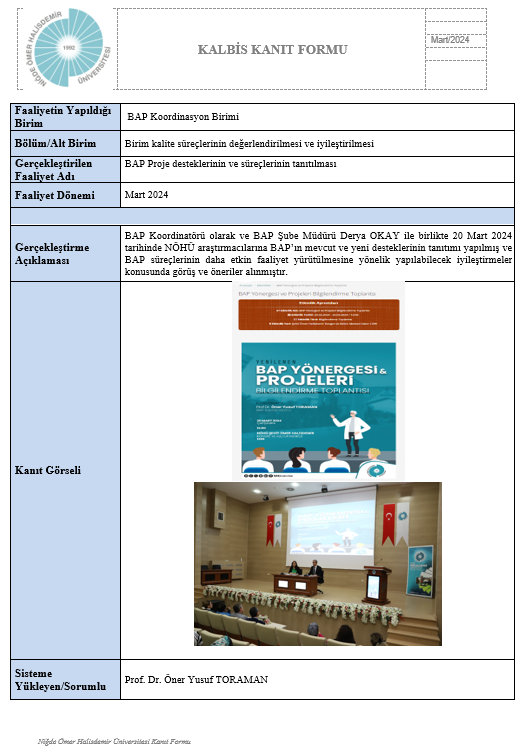 NİĞDE ÖMER HALİSDEMİR
ÜNİVERSİTESİ
1992
KALBİS KANIT FORMU
Mart/2024
Faaliyetin Yapıldığı
Birim
BAP Koordinasyon Birimi
Bölüm/Alt Birim
Birim kalite süreçlerinin değerlendirilmesi ve iyileştirilmesi
Gerçekleştirilen
Faaliyet Adı
BAP Proje desteklerinin ve süreçlerinin tanıtılması
Faaliyet Dönemi
Mart 2024
Gerçekleştirme
Açıklaması
BAP Koordinatörü olarak ve BAP Şube Müdürü Derya OKAY ile birlikte 20 Mart 2024
tarihinde NÖHÜ araştırmacılarına BAP’ın mevcut ve yeni desteklerinin tanıtımı yapılmış ve
BAP süreçlerinin daha etkin faaliyet yürütülmesine yönelik yapılabilecek iyileştirmeler
konusunda görüş ve öneriler alınmıştır.
Kanıt Görseli
BAP Yönergesi ve Projeleri Bilgilendirme Toplantısı
YENİLENEN
BAP YÖNERGESİ &
PROJELERİ
BİLGİLENDİRME TOPLANTISI
Prof. Dr. Öner Yusuf TORAMAN
Sisteme
Yükleyen/Sorumlu
Prof. Dr. Öner Yusuf TORAMAN
Niğda Ömer Halisdemir Üniversitesi Kanıt Formu